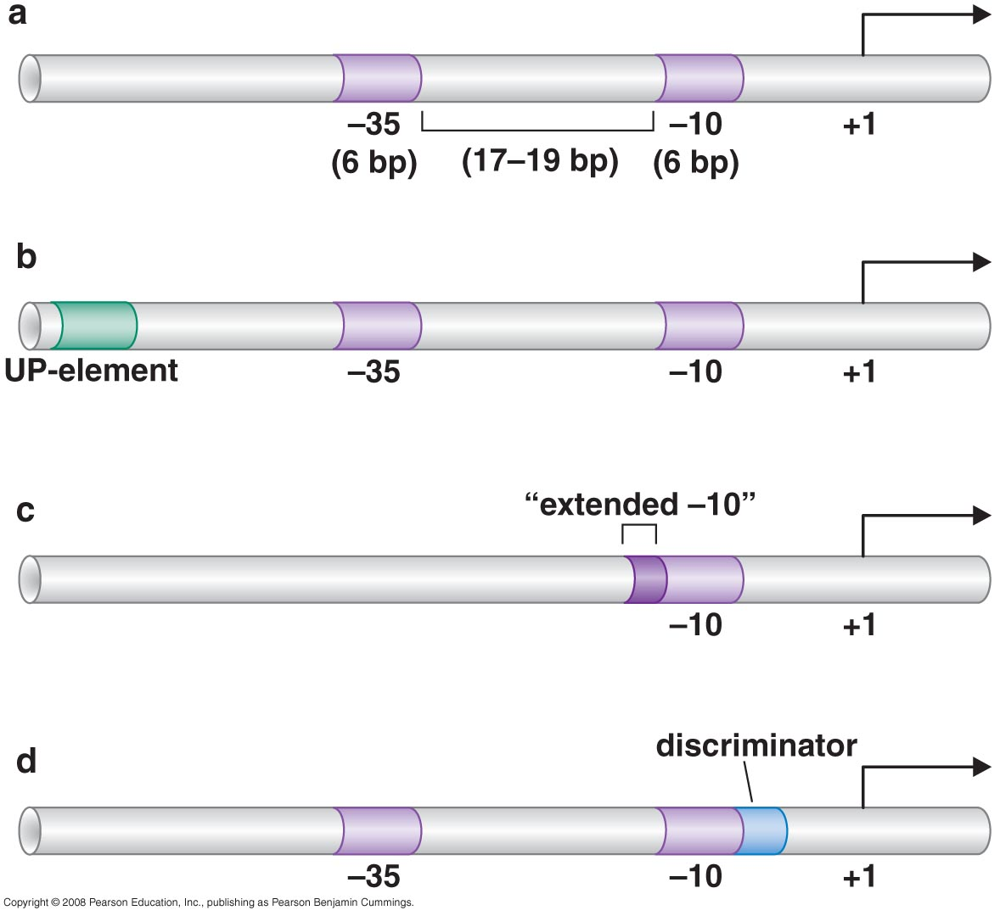 a
–35 –10 +1
(6 bp) (17–19 bp) (6 bp)
b
UP-element –35 –10 +1
“extended –10”
c
–10 +1
discriminator
d
–35 –10 +1
Copyright © 2008 Pearson Education, Inc., publishing as Pearson Benjamin Cummings.